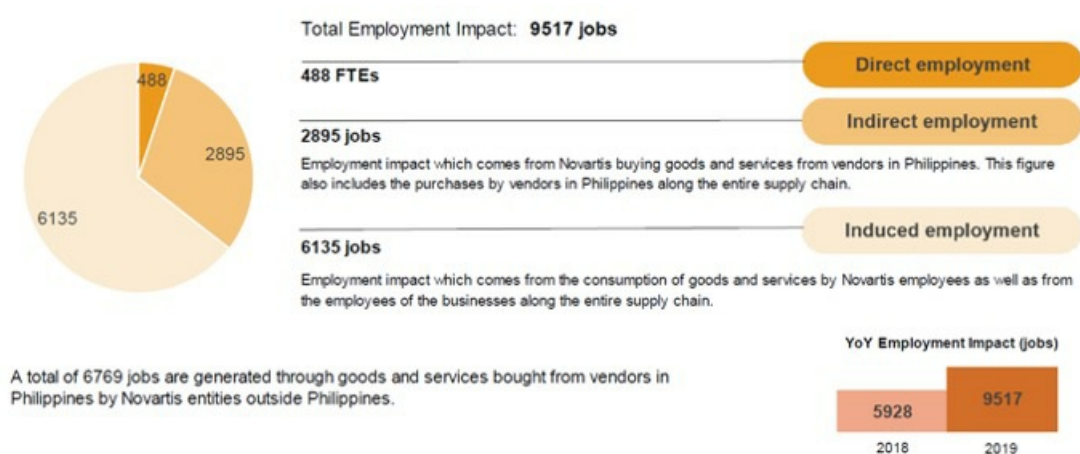 Total Employment Impact: 9517 jobs
488
2895
6135
488 FTEs
Direct employment
2895 jobs
Indirect employment
Employment impact which comes from Novartis buying goods and services from vendors in Philippines. This figure
also includes the purchases by vendors in Philippines along the entire supply chain.
6135 jobs
Induced employment
Employment impact which comes from the consumption of goods and services by Novartis employees as well as from
the employees of the businesses along the entire supply chain.
A total of 6769 jobs are generated through goods and services bought from vendors in
Philippines by Novartis entities outside Philippines.
YoY Employment Impact (jobs)
5928
9517
2018
2019